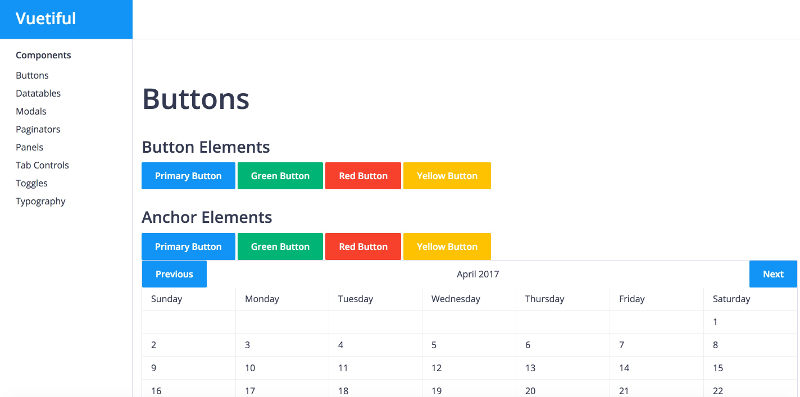 Vuetiful
Components
Buttons
Datatables
Modals
Paginators
Panels
Tab Controls
Toggles
Typography
Buttons
Button Elements
Primary Button Green Button Red Button Yellow Button
Anchor Elements
Primary Button Green Button Red Button Yellow Button
Previous April 2017 Next
Sunday Monday Tuesday Wednesday Thursday Friday Saturday
1
2 3 4 5 6 7 8
9 10 11 12 13 14 15
16 17 18 19 20 21 22